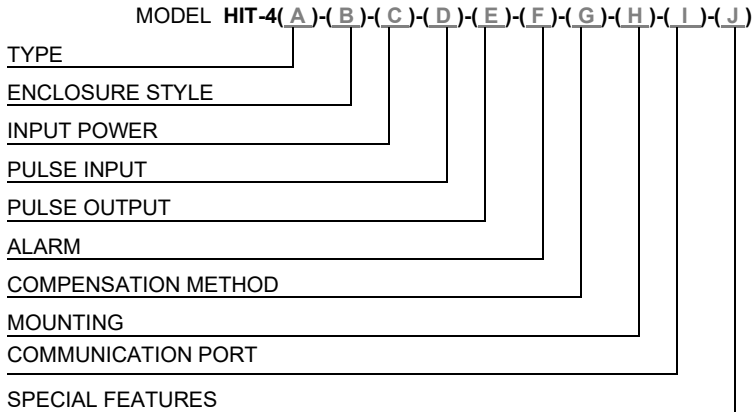 MODEL HIT-4( A )-( B )-( C )-( D )-( E )-( F )-( G )-( H )-( I )-( J )
TYPE
ENCLOSURE STYLE
INPUT POWER
PULSE INPUT
PULSE OUTPUT
ALARM
COMPENSATION METHOD
MOUNTING
COMMUNICATION PORT
SPECIAL FEATURES